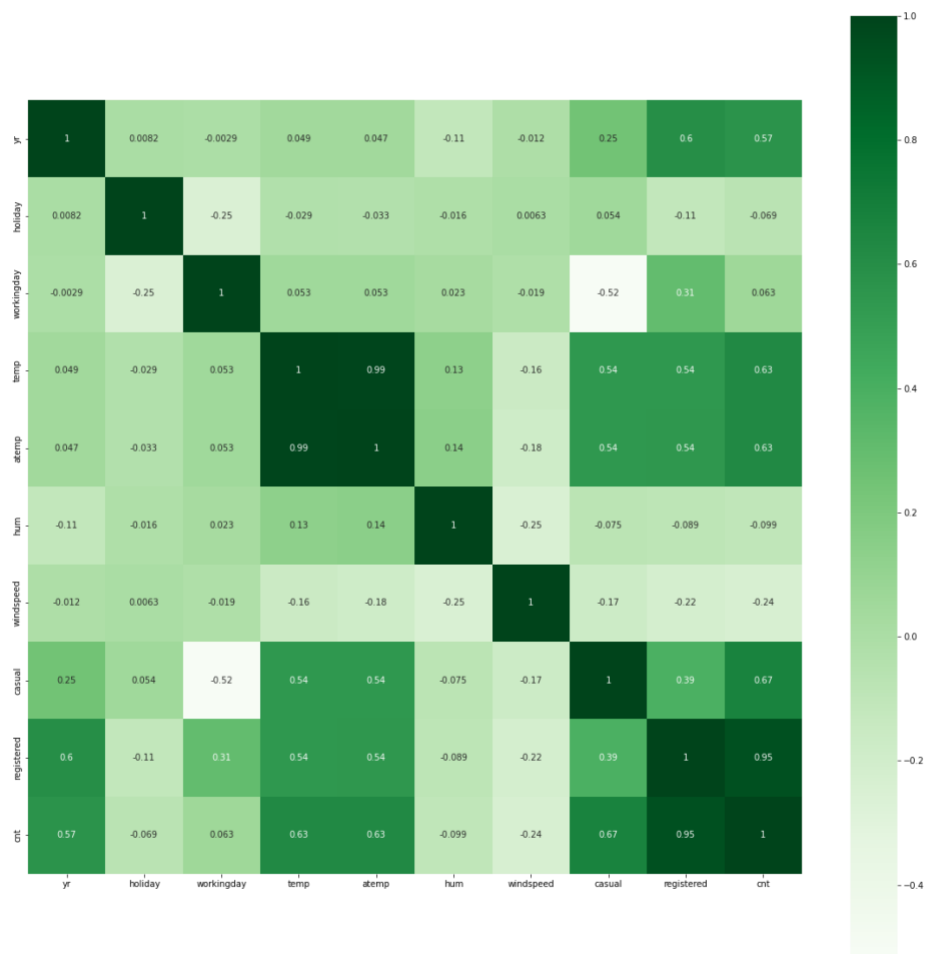 1.0
yr 1 0.0082 -0.0029 0.049 0.047 -0.11 -0.012 0.25 0.6 0.57
0.8
holiday 0.0082 1 -0.25 -0.029 -0.033 -0.016 0.0063 0.054 -0.11 -0.069
0.6
workingday -0.0029 -0.25 1 0.053 0.053 0.023 -0.019 -0.52 0.31 0.063
temp 0.049 -0.029 0.053 1 0.99 0.13 -0.16 0.54 0.54 0.63
0.4
atemp 0.047 -0.033 0.053 0.99 1 0.14 -0.18 0.54 0.54 0.63
0.2
hum -0.11 -0.016 0.023 0.13 0.14 1 -0.25 -0.075 -0.089 -0.099
windspeed -0.012 0.0063 -0.019 -0.16 -0.18 -0.25 1 -0.17 -0.22 -0.24
0.0
casual 0.25 0.054 -0.52 0.54 0.54 -0.075 -0.17 1 0.39 0.67
registered 0.6 -0.11 0.31 0.54 0.54 -0.089 -0.22 0.39 1 0.95
−0.2
cnt 0.57 -0.069 0.063 0.63 0.63 -0.099 -0.24 0.67 0.95 1
yr holiday workingday temp atemp hum windspeed casual registered cnt
−0.4